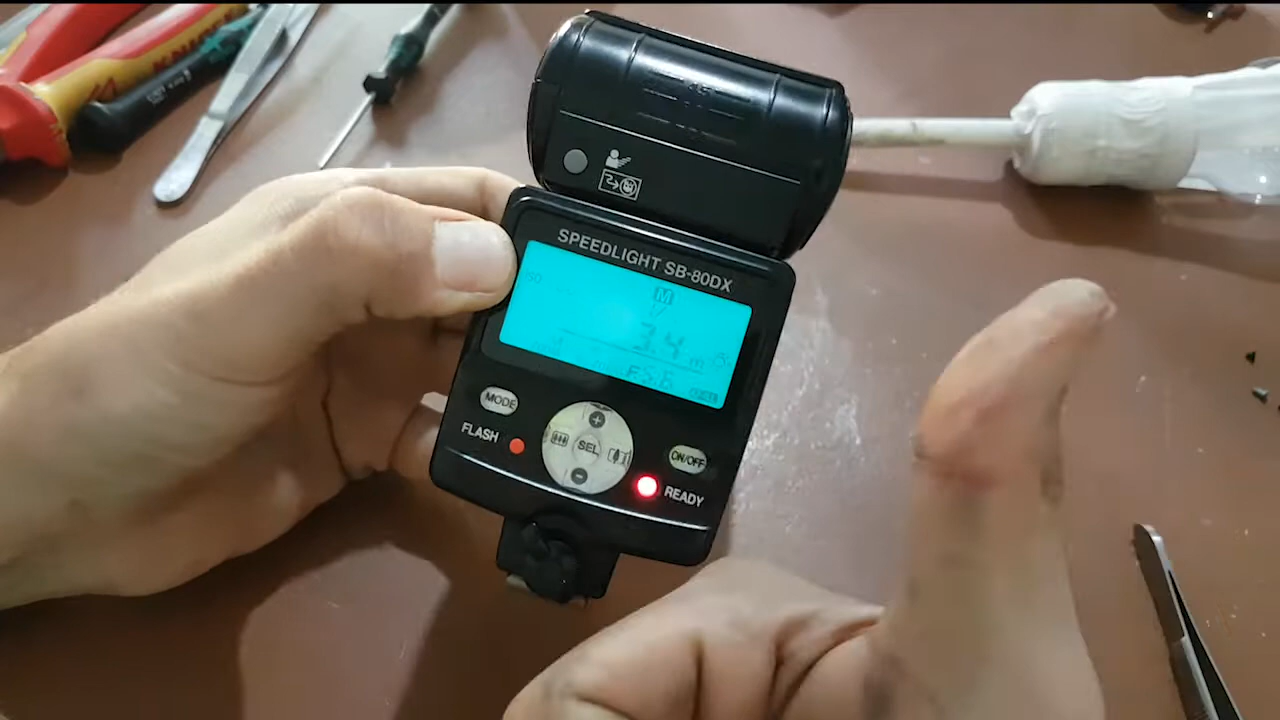 SPEEDLIGHT SB-80DX
M
3.4 m
F5.6
MODE
FLASH
SEL
ON/OFF
READY